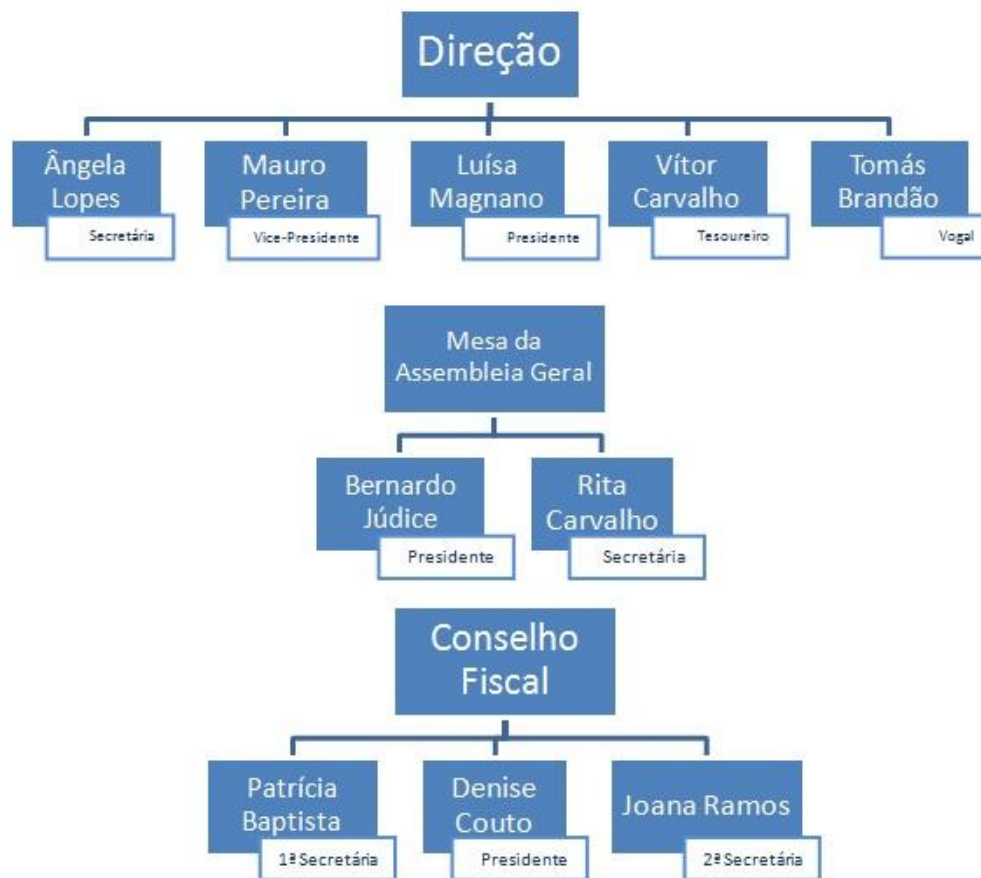 Direção
Ângela
Lopes
Secretária
Mauro
Pereira
Vice-Presidente
Luísa
Magnano
Presidente
Vítor
Carvalho
Tesoureiro
Tomás
Brandão
Vogal
Mesa da
Assembleia Geral
Bernardo
Júdice
Presidente
Rita
Carvalho
Secretária
Conselho
Fiscal
Patrícia
Baptista
1ª Secretária
Denise
Couto
Presidente
Joana Ramos
2ª Secretária